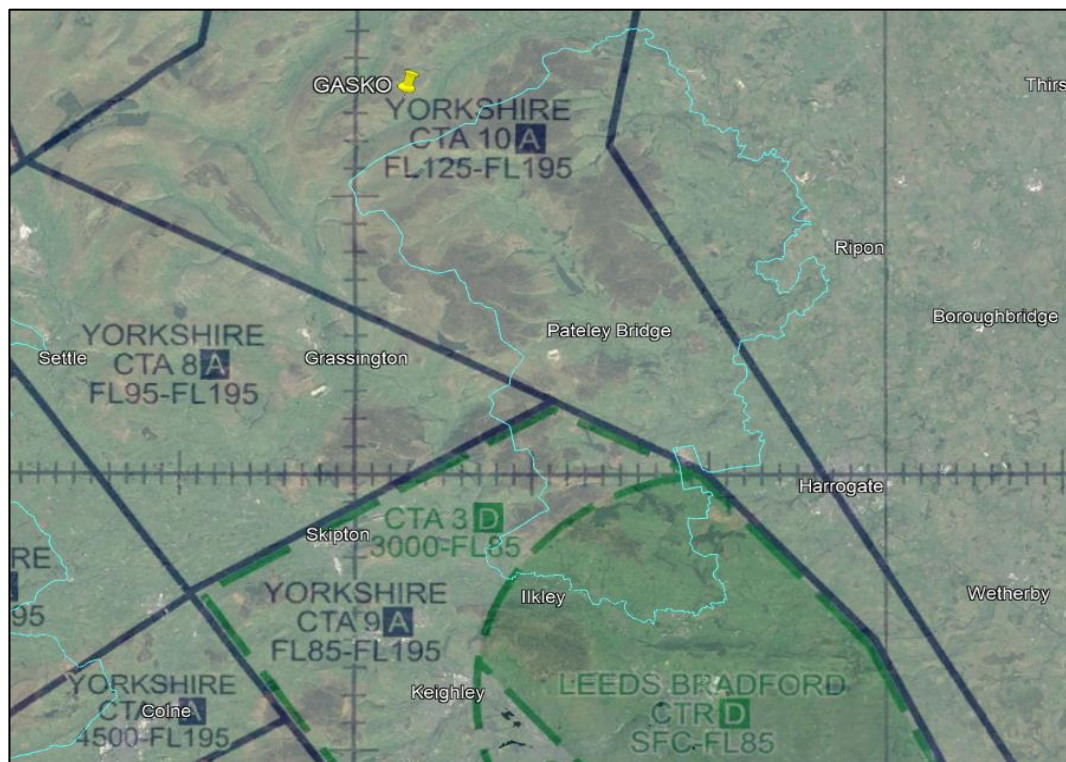 GASKO
YORKSHIRE
CTA 10 A
FL125-FL195
Thirs
Ripon
Boroughbridge
Pateley Bridge
YORKSHIRE
CTA 8 A
FL95-FL195
Settle
Grassington
Harrogate
CTA 3 D
3000-FL85
Skipton
RE
95
YORKSHIRE
CTA 9 A
FL85-FL195
Ilkley
Wetherby
YORKSHIRE
CTA A
4500-FL195
Colne
Keighley
LEEDS BRADFORD
CTR D
SFC-FL85